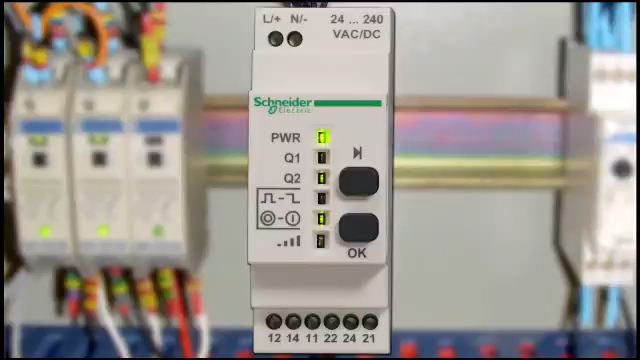 L/+ N/- 24 ... 240
VAC/DC
Schneider
Electric
PWR
Q1
Q2
OK
12 14 11 22 24 21